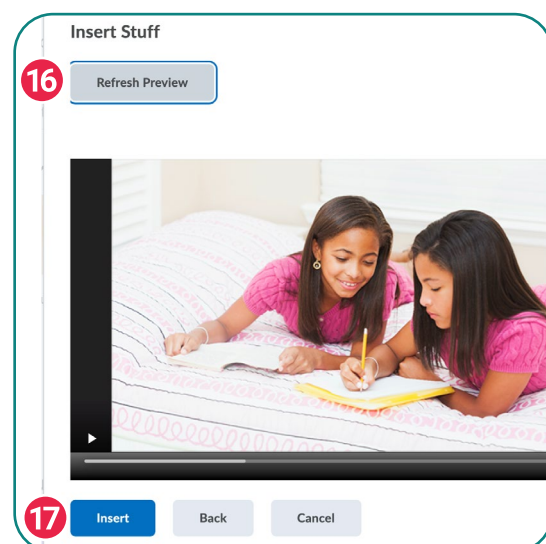 Insert Stuff
16
Refresh Preview
17
Insert Back Cancel